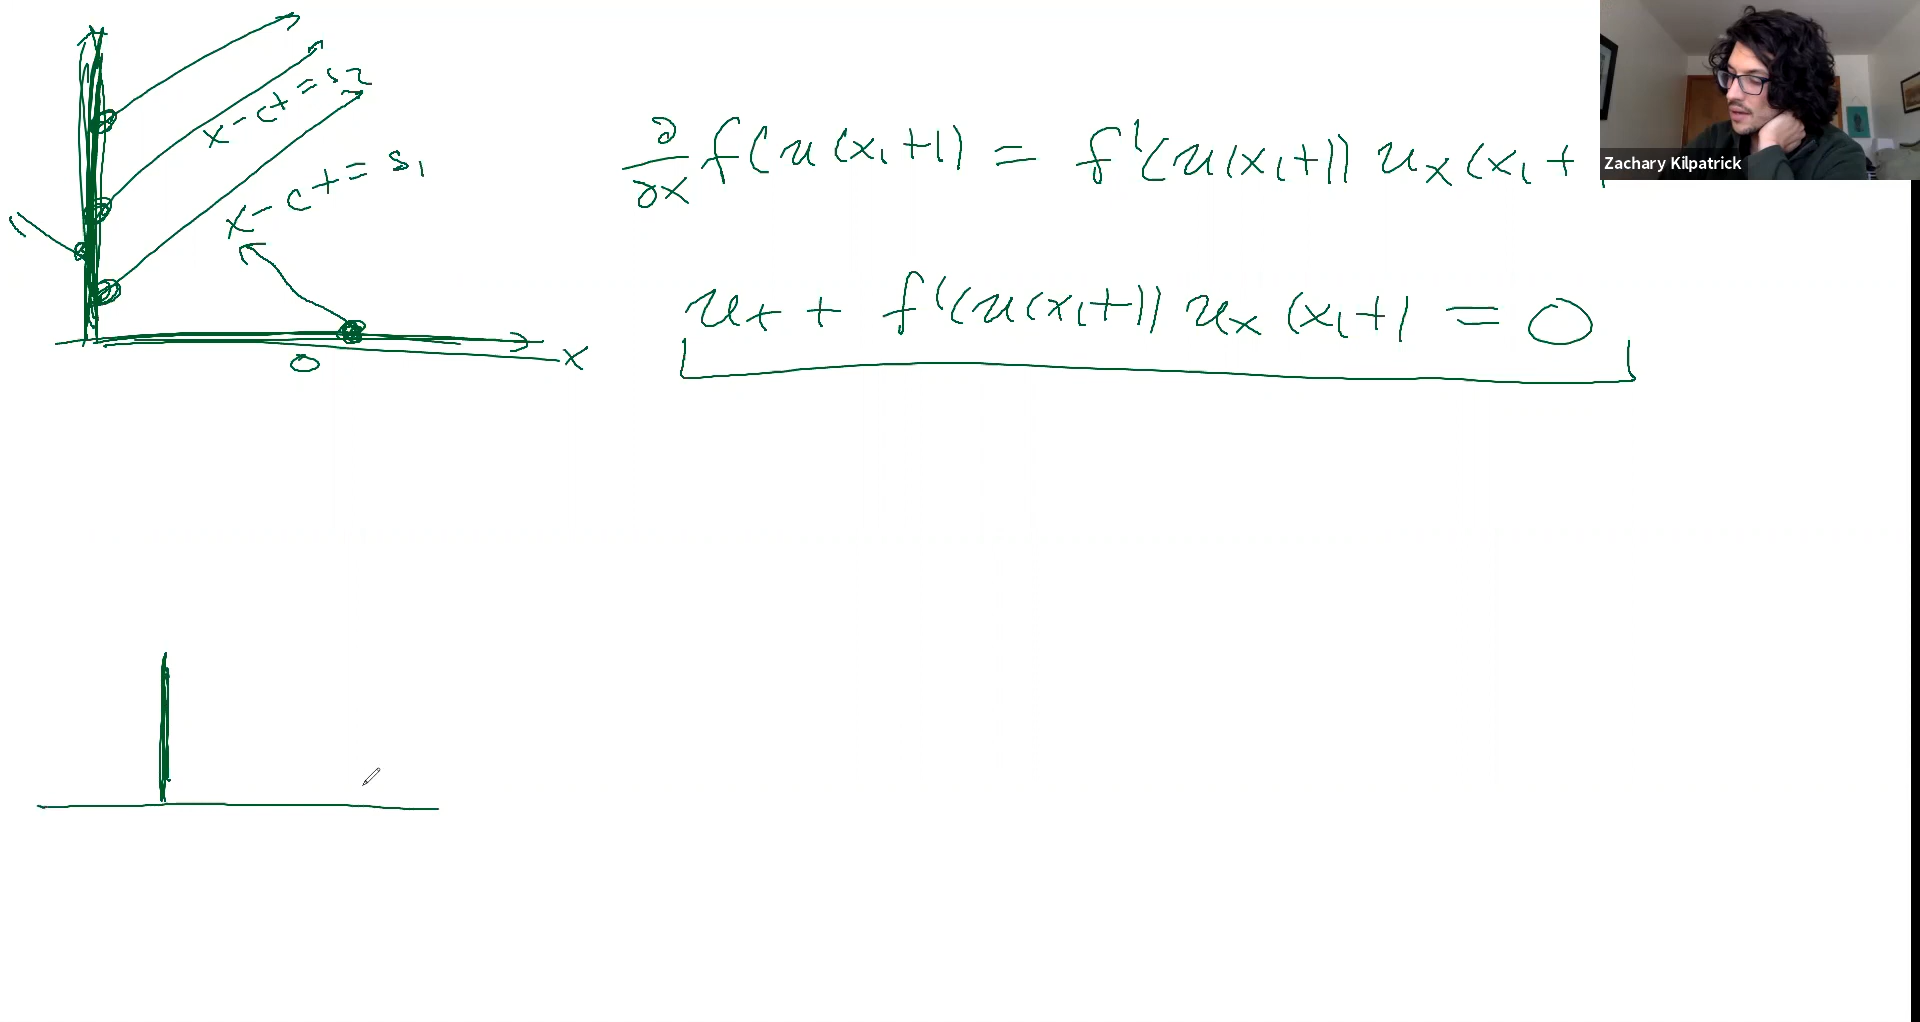 x - ct = s2
x - ct = s1
x
0
∂/∂x f(u(x,t)) = f'(u(x,t)) ux(x,t
ut + f'(u(x,t)) ux(x,t) = 0
Zachary Kilpatrick